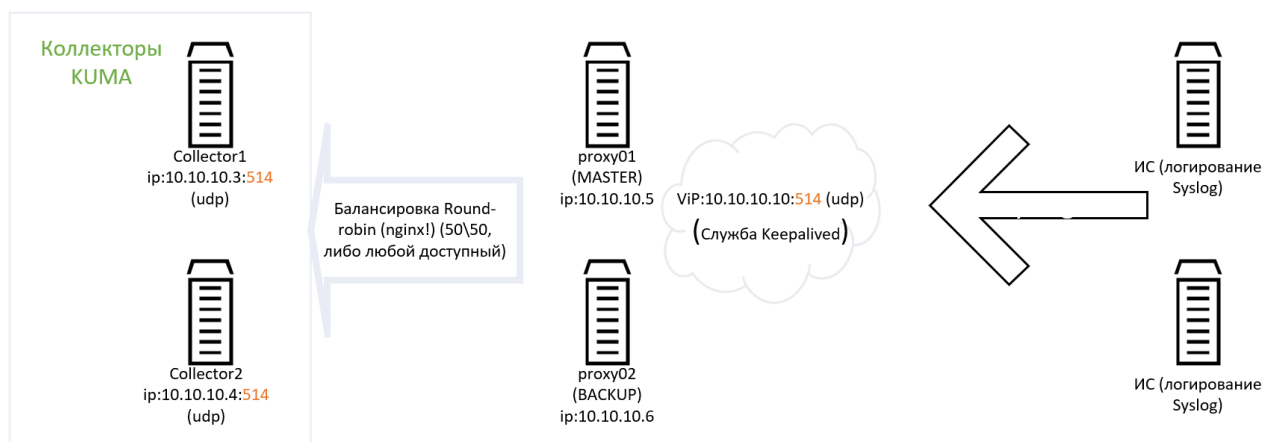 Коллекторы
KUMA
Collector1
ip:10.10.10.3:514
(udp)
Collector2
ip:10.10.10.4:514
(udp)
Балансировка Round-
robin (nginx!) (50\50,
либо любой доступный)
proxy01
(MASTER)
ip:10.10.10.5
proxy02
(BACKUP)
ip:10.10.10.6
ViP:10.10.10.10:514 (udp)
(Служба Keepalived)
ИС (логирование
Syslog)
ИС (логирование
Syslog)